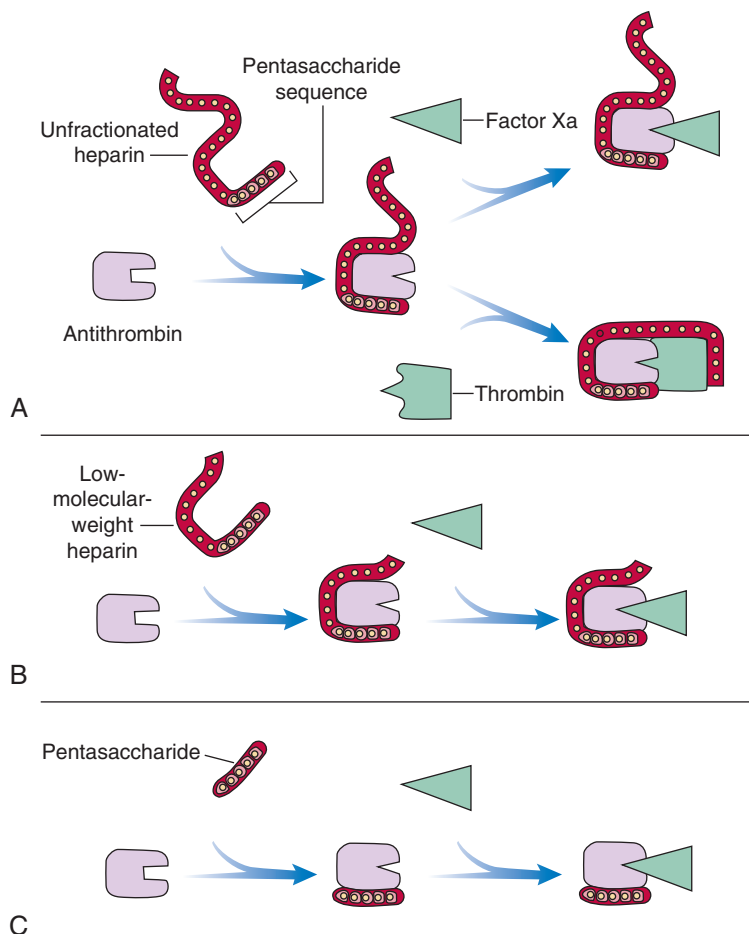 Pentasaccharide
sequence
Unfractionated
heparin
Factor Xa
Antithrombin
Thrombin
A
Low-
molecular-
weight
heparin
B
Pentasaccharide
C